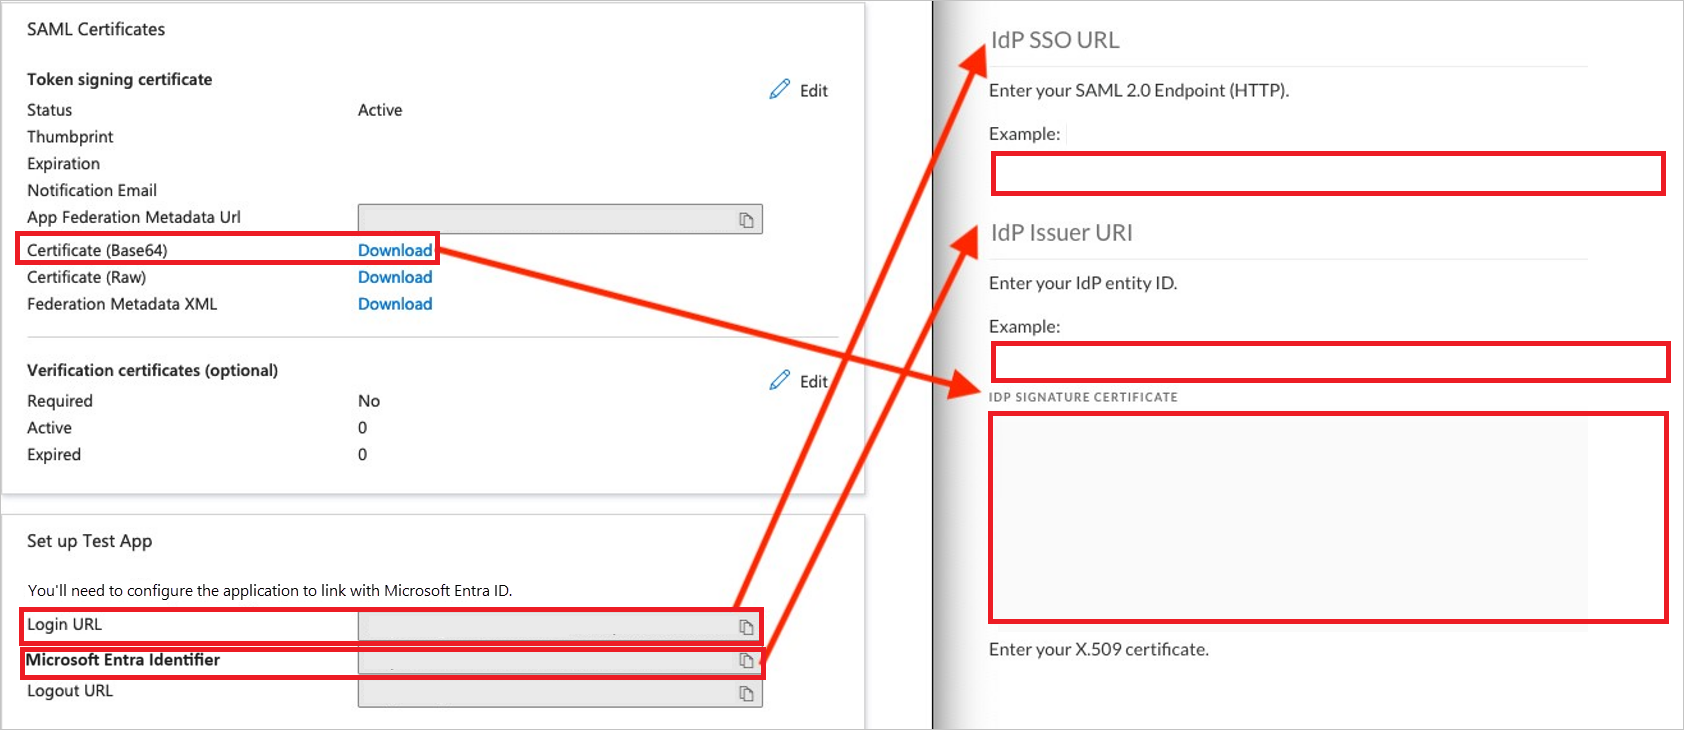 SAML Certificates
Token signing certificate
Edit
Status Active
Thumbprint
Expiration
Notification Email
App Federation Metadata Url
Certificate (Base64) Download
Certificate (Raw) Download
Federation Metadata XML Download
Verification certificates (optional)
Edit
Required No
Active 0
Expired 0
Set up Test App
You'll need to configure the application to link with Microsoft Entra ID.
Login URL
Microsoft Entra Identifier
Logout URL
IdP SSO URL
Enter your SAML 2.0 Endpoint (HTTP).
Example:
IdP Issuer URI
Enter your IdP entity ID.
Example:
IDP SIGNATURE CERTIFICATE
Enter your X.509 certificate.